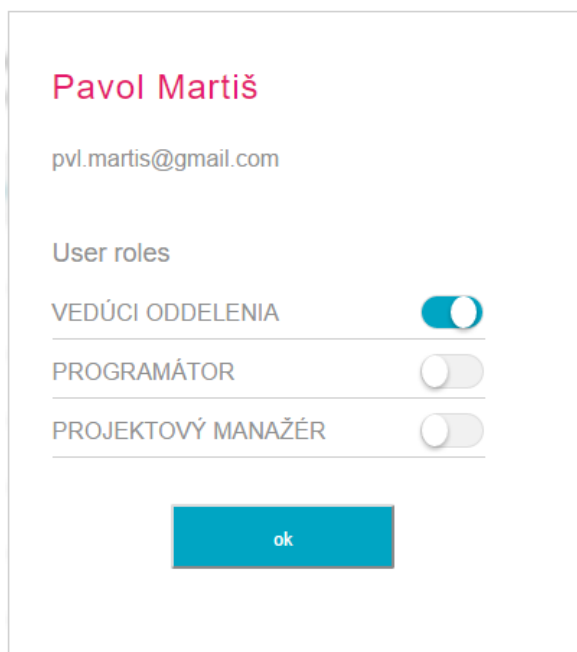 Pavol Martiš
pvl.martis@gmail.com
User roles
VEDÚCI ODDELENIA
PROGRAMÁTOR
PROJEKTOVÝ MANAŽÉR
ok